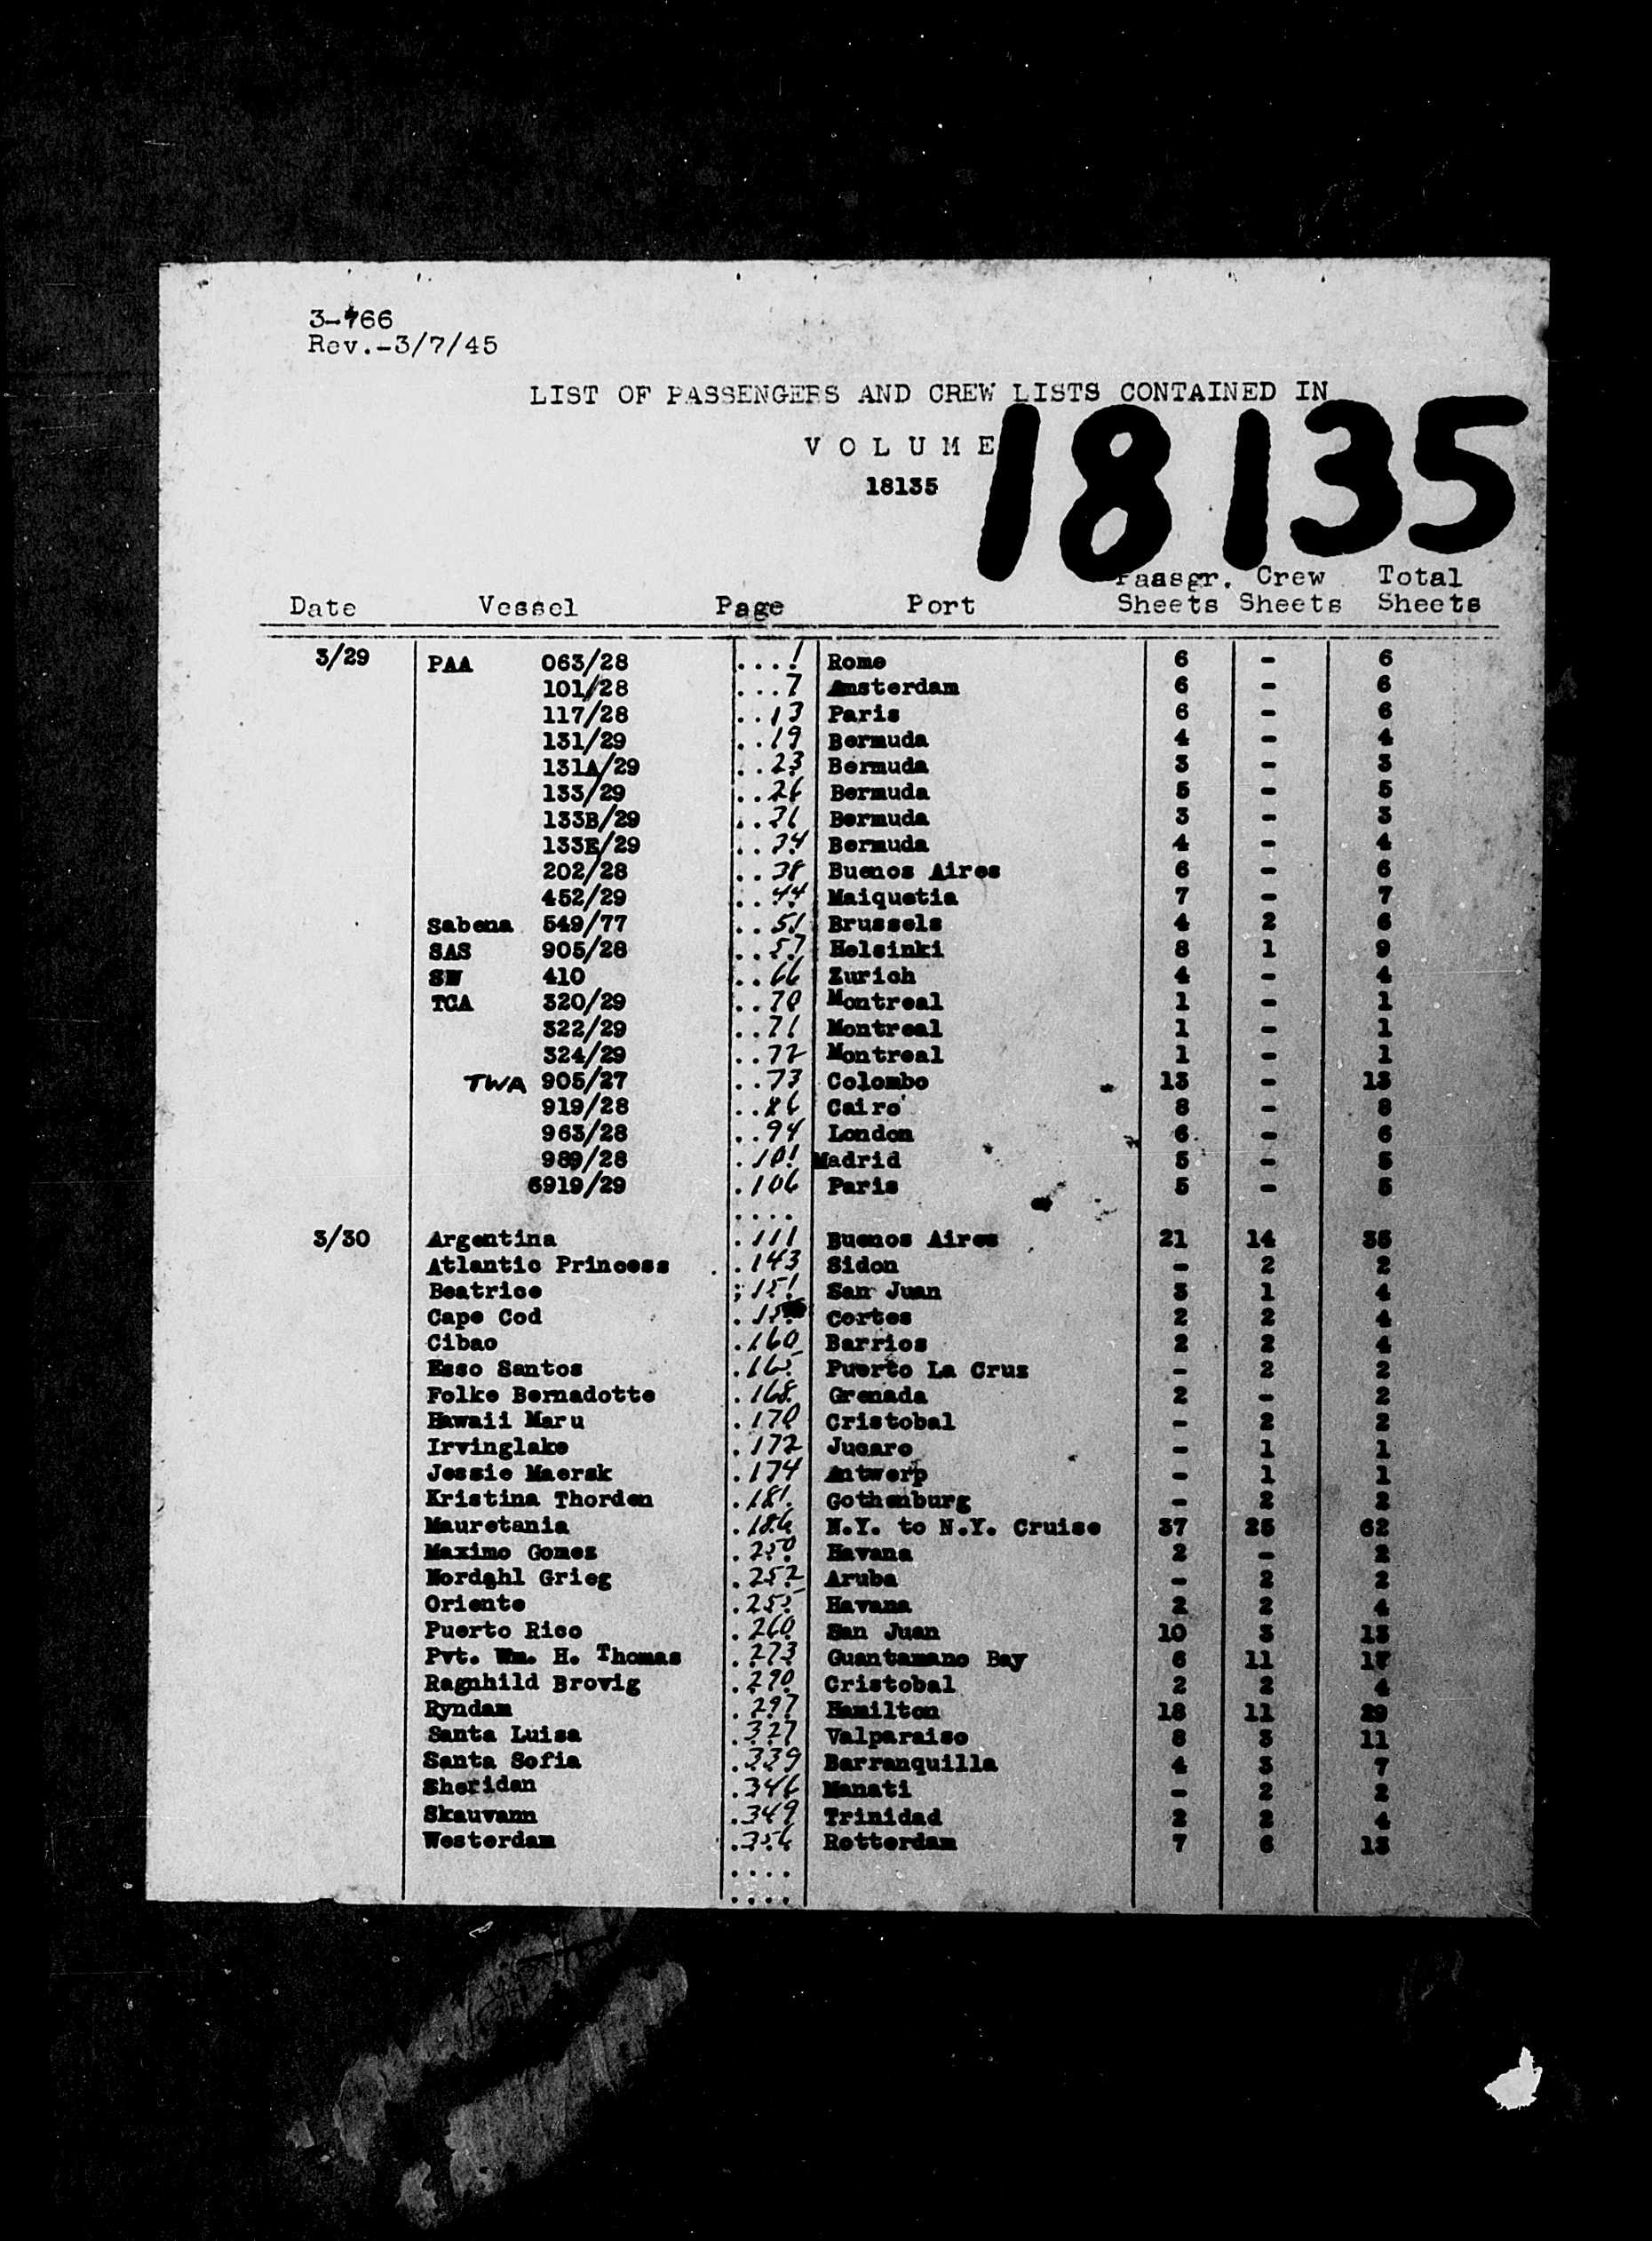 3-766
Rev.-3/7/45
LIST OF PASSENGERS AND CREW LISTS CONTAINED IN
VOLUME
18135
18135
Date Vessel Page Port Passgr. Sheets Crew Sheets Total Sheets
3/29 PAA 063/28 ....1 Rome 6 - 6
101/28 ...7 Amsterdam 6 - 6
117/28 ..13 Paris 6 - 6
131/29 ..19 Bermuda 4 - 4
131A/29 ..23 Bermuda 3 - 3
133/29 ..26 Bermuda 5 - 5
133B/29 ..31 Bermuda 3 - 3
133E/29 ..34 Bermuda 4 - 4
202/28 ..38 Buenos Aires 6 - 6
452/29 ..44 Maiquetia 7 - 7
Sabena 549/77 ..51 Brussels 4 2 6
SAS 905/28 ..57 Helsinki 8 1 9
SW 410 ..66 Zurich 4 - 4
TCA 320/29 ..70 Montreal 1 - 1
322/29 ..71 Montreal 1 - 1
324/29 ..72 Montreal 1 - 1
TWA 905/27 ..73 Colombo 13 - 13
919/28 ..86 Cairo 8 - 8
963/28 ..94 London 6 - 6
989/28 .101 Madrid 5 - 5
6919/29 .106 Paris 5 - 5
....
3/30 Argentina .111 Buenos Aires 21 14 35
Atlantic Princess .143 Sidon - 2 2
Beatrice .151 San Juan 3 1 4
Cape Cod Cortes 2 2 4
Cibao .160 Barrios 2 2 4
Esso Santos .165 Puerto La Cruz - 2 2
Folke Bernadotte .168 Grenada 2 - 2
Hawaii Maru .170 Cristobal - 2 2
Irvinglake .172 Jucaro - 1 1
Jessie Maersk .174 Antwerp - 1 1
Kristina Thorden .181 Gothenburg - 2 2
Mauretania .186 N.Y. to N.Y. Cruise 37 25 62
Maximo Gomez .250 Havana 2 - 2
Nordahl Grieg .252 Aruba - 2 2
Oriente .255 Havana 2 2 4
Puerto Rico .260 San Juan 10 3 13
Pvt. Wm. H. Thomas .273 Guantamano Bay 6 11 17
Ragnhild Brovig .290 Cristobal 2 2 4
Ryndam .297 Hamilton 18 11 29
Santa Luisa .327 Valparaiso 8 3 11
Santa Sofia .339 Barranquilla 4 3 7
Sheridan .346 Manati - 2 2
Skauvann .349 Trinidad 2 2 4
Westerdam .356 Rotterdam 7 6 13
....
....